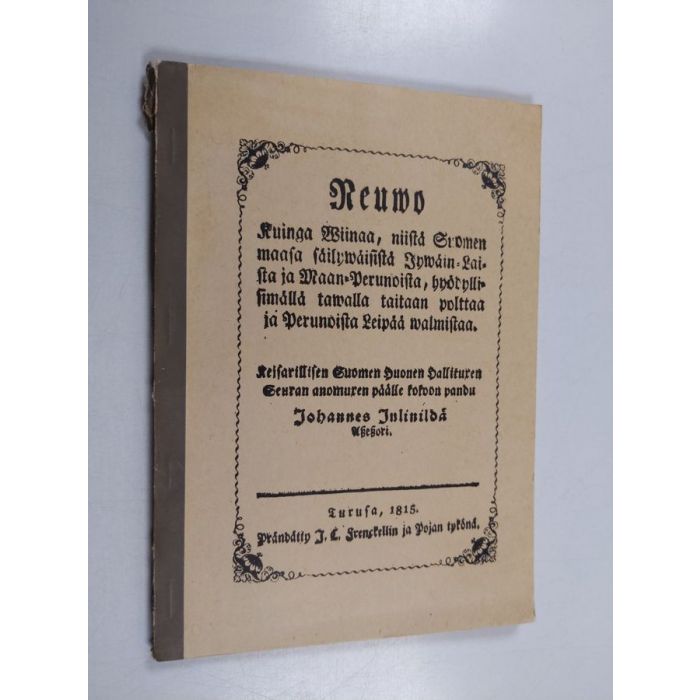 Neuwo
Kuinga Wiinaa, niistä Suomen
maasa säilywäisistä Jywäin-Lai-
sta ja Maan-Perunoista, hyödylli-
simällä tawalla taitaan polttaa
ja Perunoista Leipää walmistaa.
Keisarillisen Suomen Huonen Hallituxen
Seuran anomuxen päälle kokoon pandu
Johannes Julinildä
Aßeßori.
Turusa, 1815.
Prändätty J. C. Frenckellin ja Pojan tykönä.